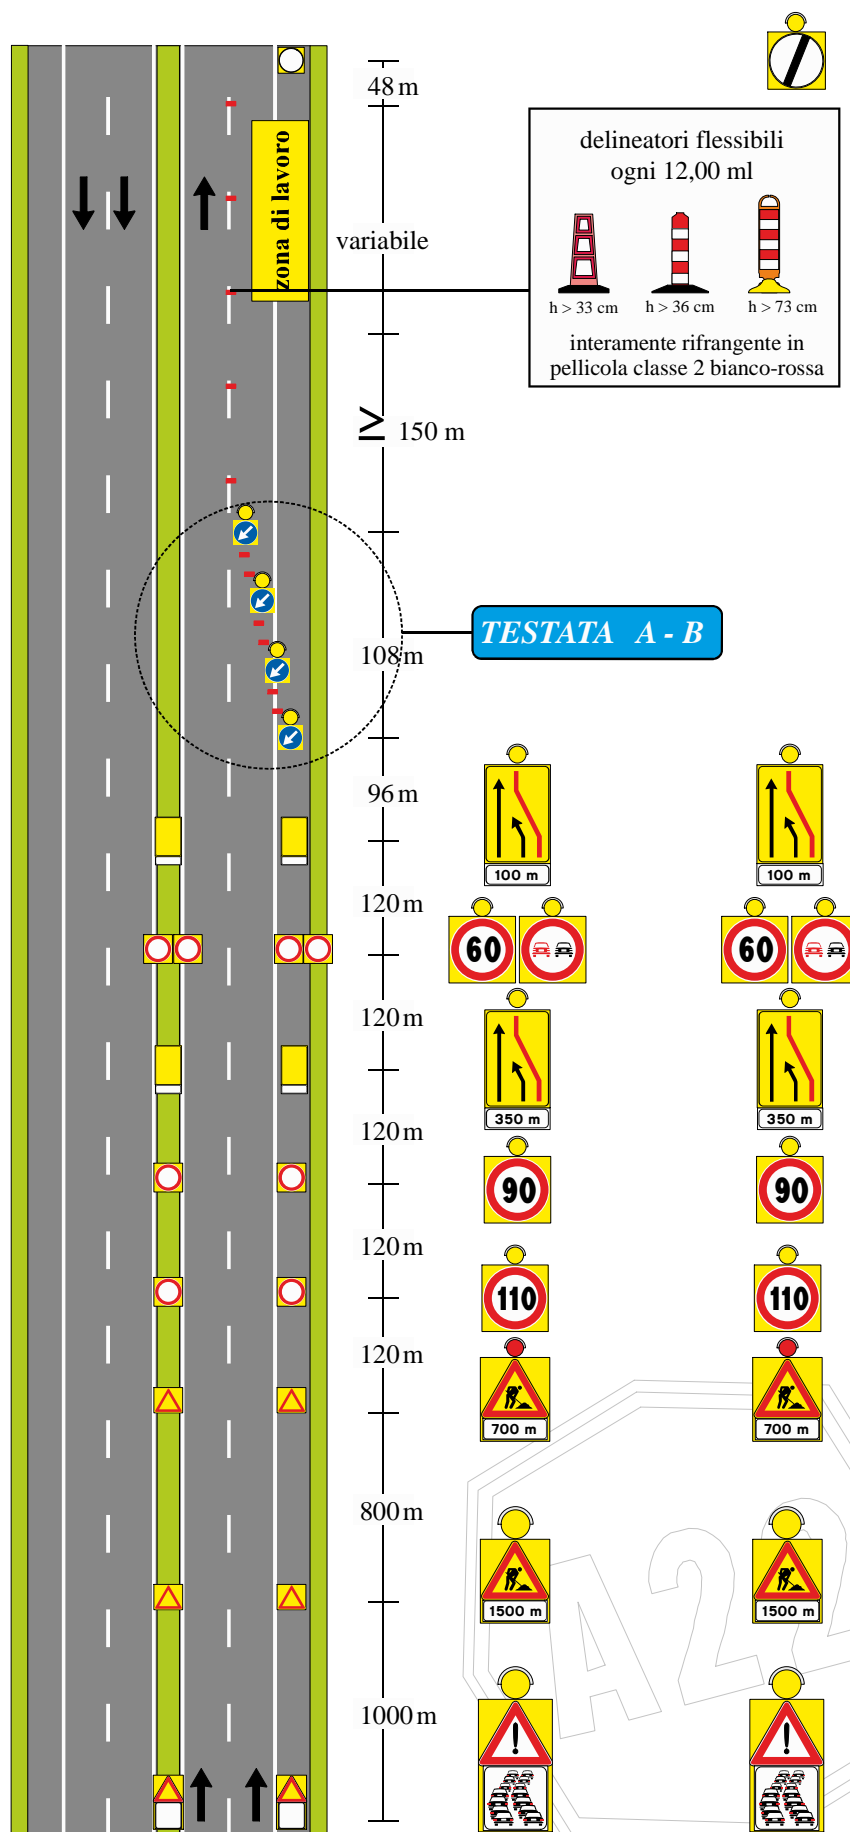 48 m
delineatori flessibili
ogni 12,00 ml
zona di lavoro
variabile
h > 33 cm
h > 36 cm
h > 73 cm
interamente rifrangente in
pellicola classe 2 bianco-rossa
≥ 150 m
TESTATA A - B
108 m
96 m
100 m
100 m
120 m
60
60
120 m
350 m
350 m
120 m
90
90
120 m
110
110
120 m
700 m
700 m
800 m
A22
1500 m
1500 m
1000 m
!
!